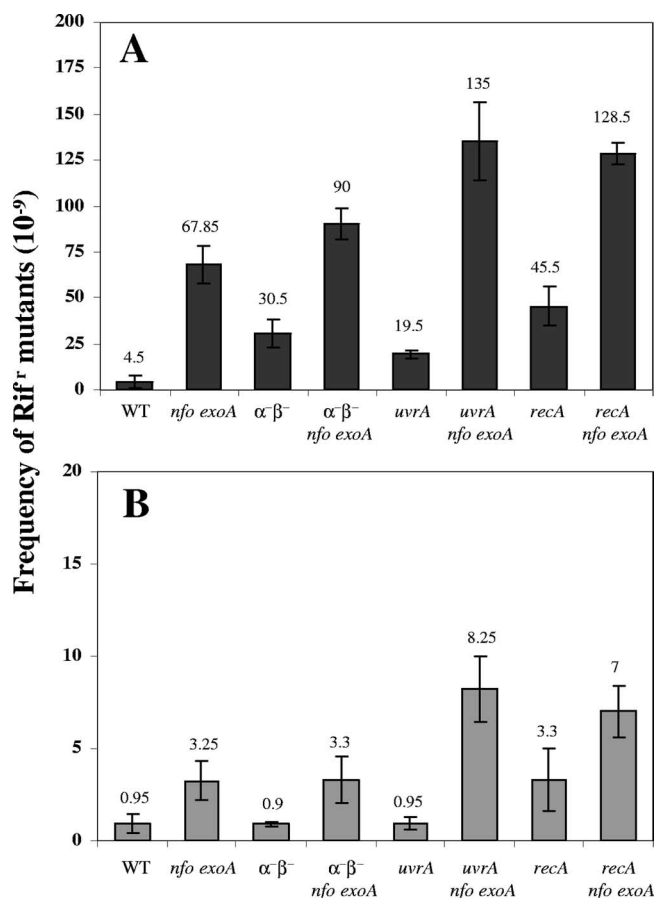 Frequency of Rif r mutants (10-9)
A
200
175
150
125
100
75
50
25
0
4.5
67.85
30.5
90
19.5
135
45.5
128.5
WT
nfo exoA
α⁻β⁻
α⁻β⁻
nfo exoA
uvrA
uvrA
nfo exoA
recA
recA
nfo exoA
B
20
15
10
5
0
0.95
3.25
0.9
3.3
0.95
8.25
3.3
7
WT
nfo exoA
α⁻β⁻
α⁻β⁻
nfo exoA
uvrA
uvrA
nfo exoA
recA
recA
nfo exoA